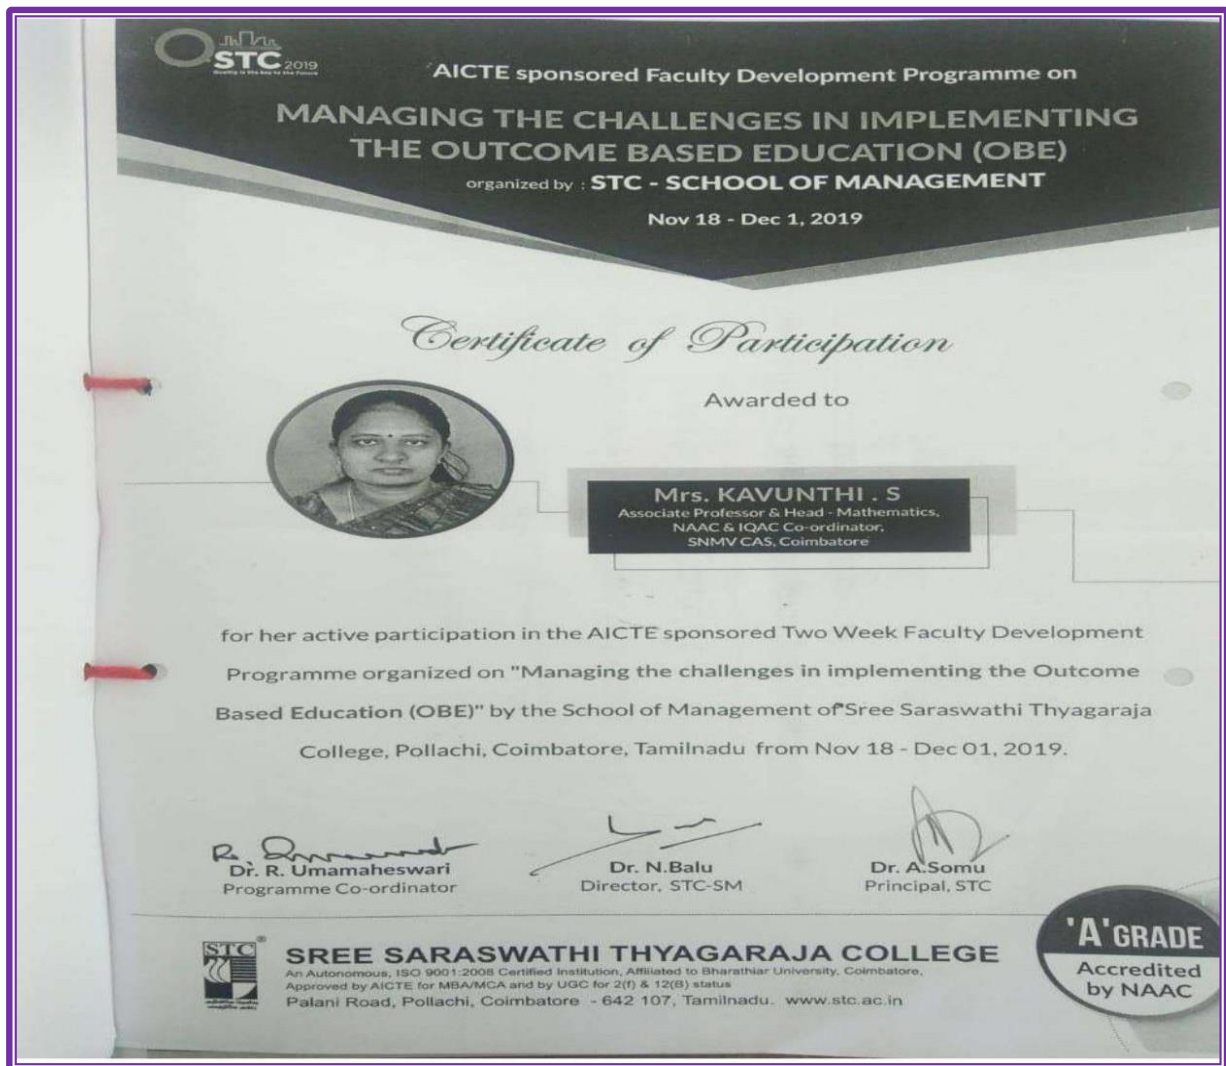 STC 2019
Quality is the key to the Future
AICTE sponsored Faculty Development Programme on
MANAGING THE CHALLENGES IN IMPLEMENTING
THE OUTCOME BASED EDUCATION (OBE)
organized by : STC - SCHOOL OF MANAGEMENT
Nov 18 - Dec 1, 2019
Certificate of Participation
Awarded to
Mrs. KAVUNTHI . S
Associate Professor & Head - Mathematics,
NAAC & IQAC Co-ordinator,
SNMV CAS, Coimbatore
for her active participation in the AICTE sponsored Two Week Faculty Development
Programme organized on "Managing the challenges in implementing the Outcome
Based Education (OBE)" by the School of Management of Sree Saraswathi Thyagaraja
College, Pollachi, Coimbatore, Tamilnadu from Nov 18 - Dec 01, 2019.
Dr. R. Umamaheswari
Programme Co-ordinator
Dr. N.Balu
Director, STC-SM
Dr. A.Somu
Principal, STC
STC ®
SREE SARASWATHI THYAGARAJA COLLEGE
An Autonomous, ISO 9001:2008 Certified Institution, Affiliated to Bharathiar University, Coimbatore,
Approved by AICTE for MBA/MCA and by UGC for 2(f) & 12(B) status
Palani Road, Pollachi, Coimbatore - 642 107, Tamilnadu. www.stc.ac.in
'A' GRADE
Accredited
by NAAC